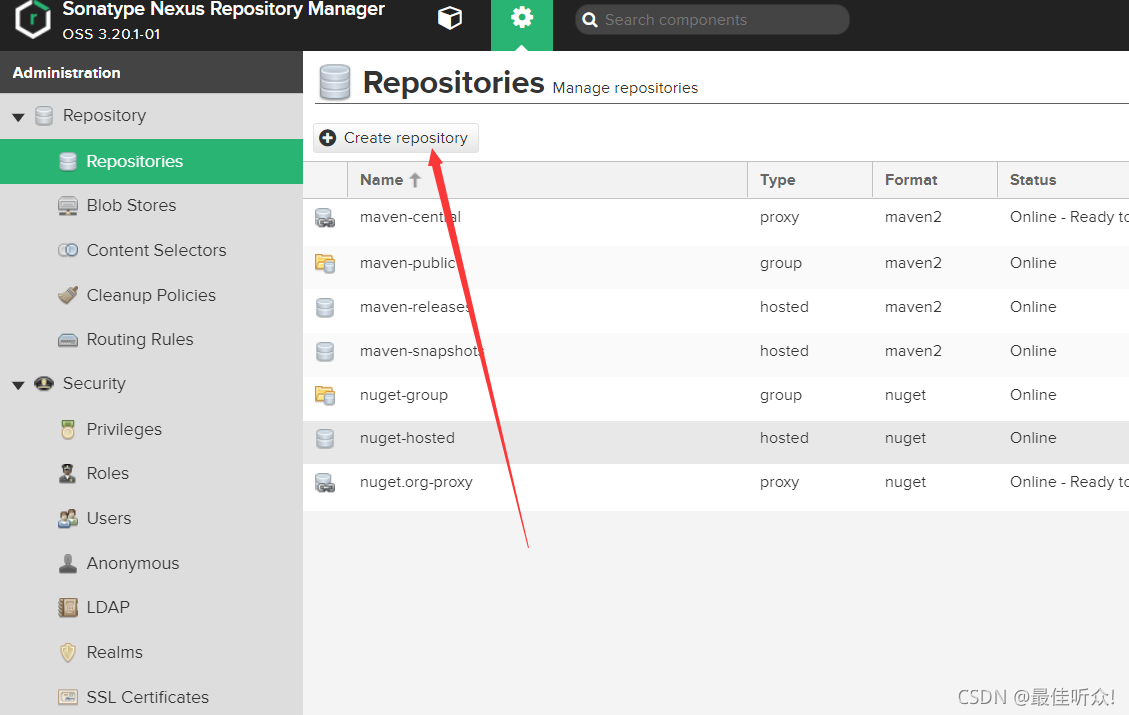 Sonatype Nexus Repository Manager
OSS 3.20.1-01
Search components
Administration
Repository
Repositories
Blob Stores
Content Selectors
Cleanup Policies
Routing Rules
Security
Privileges
Roles
Users
Anonymous
LDAP
Realms
SSL Certificates
Repositories Manage repositories
Create repository
Name Type Format Status
maven-central proxy maven2 Online - Ready to
maven-public group maven2 Online
maven-releases hosted maven2 Online
maven-snapshots hosted maven2 Online
nuget-group group nuget Online
nuget-hosted hosted nuget Online
nuget.org-proxy proxy nuget Online - Ready to
CSDN @最佳听众!